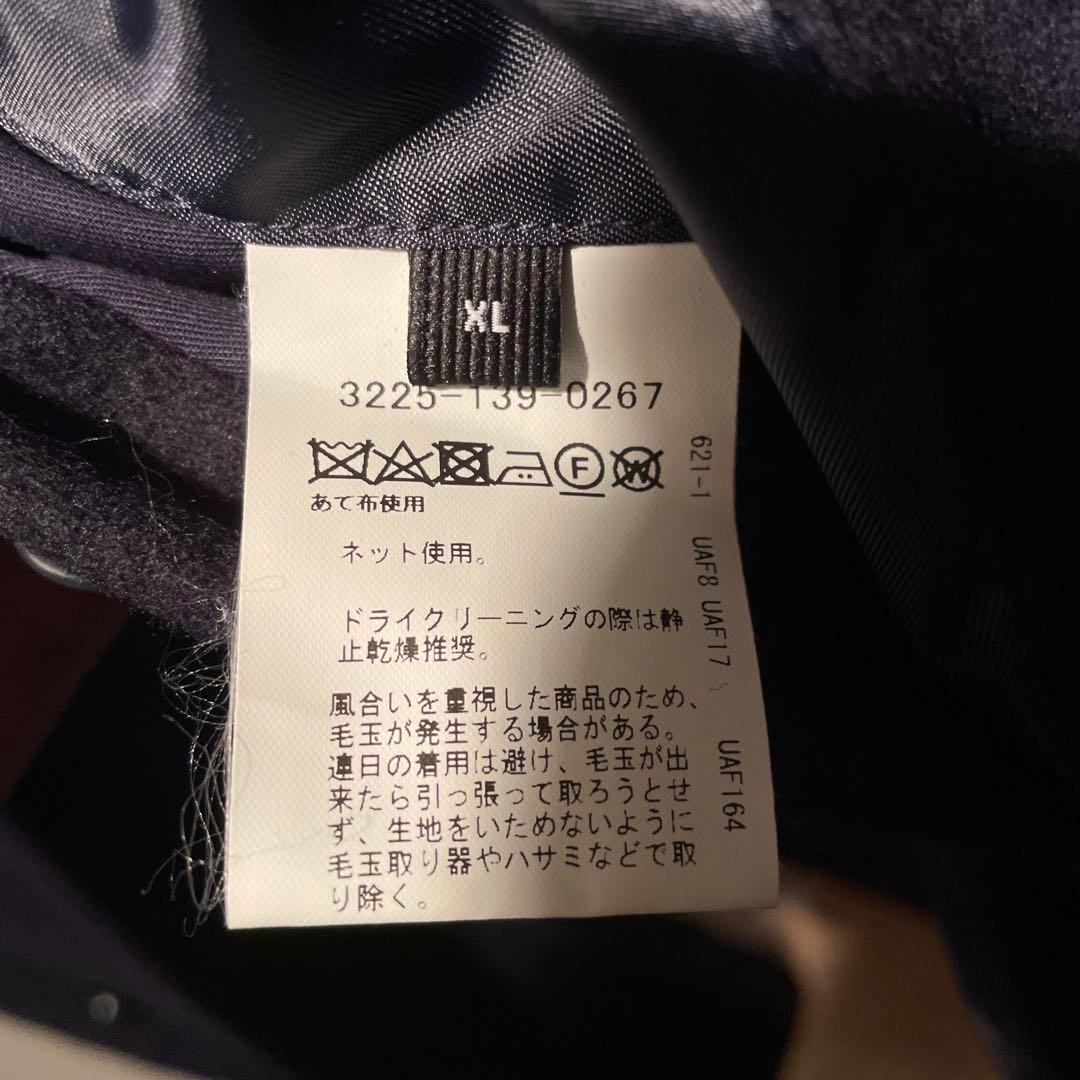 XL
3225-139-0267
F W
あて布使用
ネット使用。
ドライクリーニングの際は静
止乾燥推奨。
風合いを重視した商品のため、
毛玉が発生する場合がある。
連日の着用は避け、毛玉が出
来たら引っ張って取ろうとせ
ず、生地をいためないように
毛玉取り器やハサミなどで取
り除く。
621-1 UAF8 UAF17 UAF164